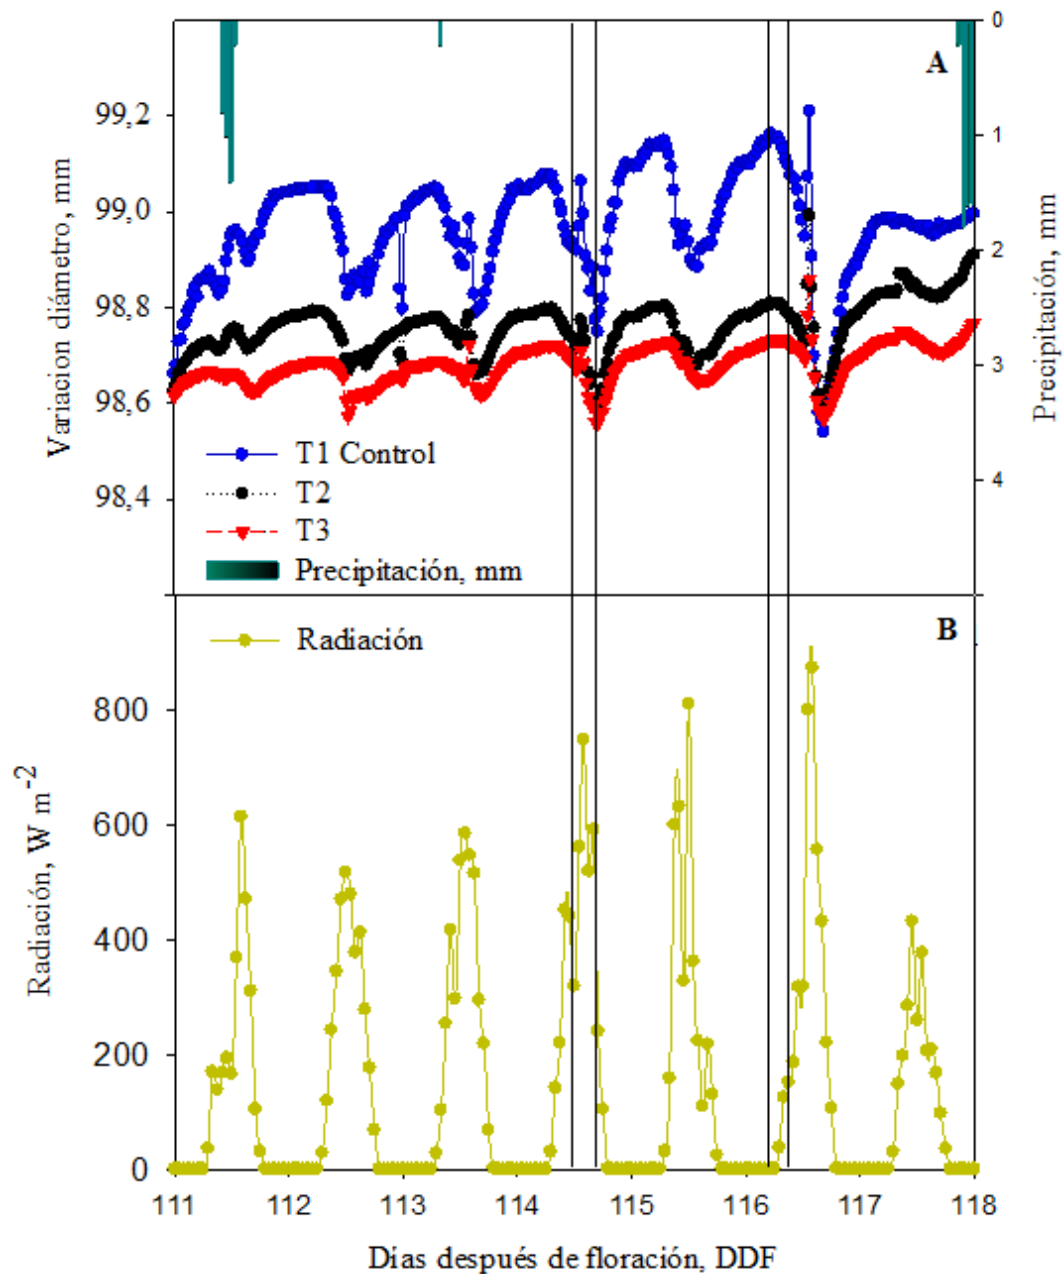 A
Variacion diámetro, mm
99,2
99,0
98,8
98,6
98,4
0
1
2
3
4
Precipitación, mm
T1 Control
T2
T3
Precipitación, mm
B
Radiación
Radiación, W m-2
800
600
400
200
0
111 112 113 114 115 116 117 118
Dias después de floración, DDF